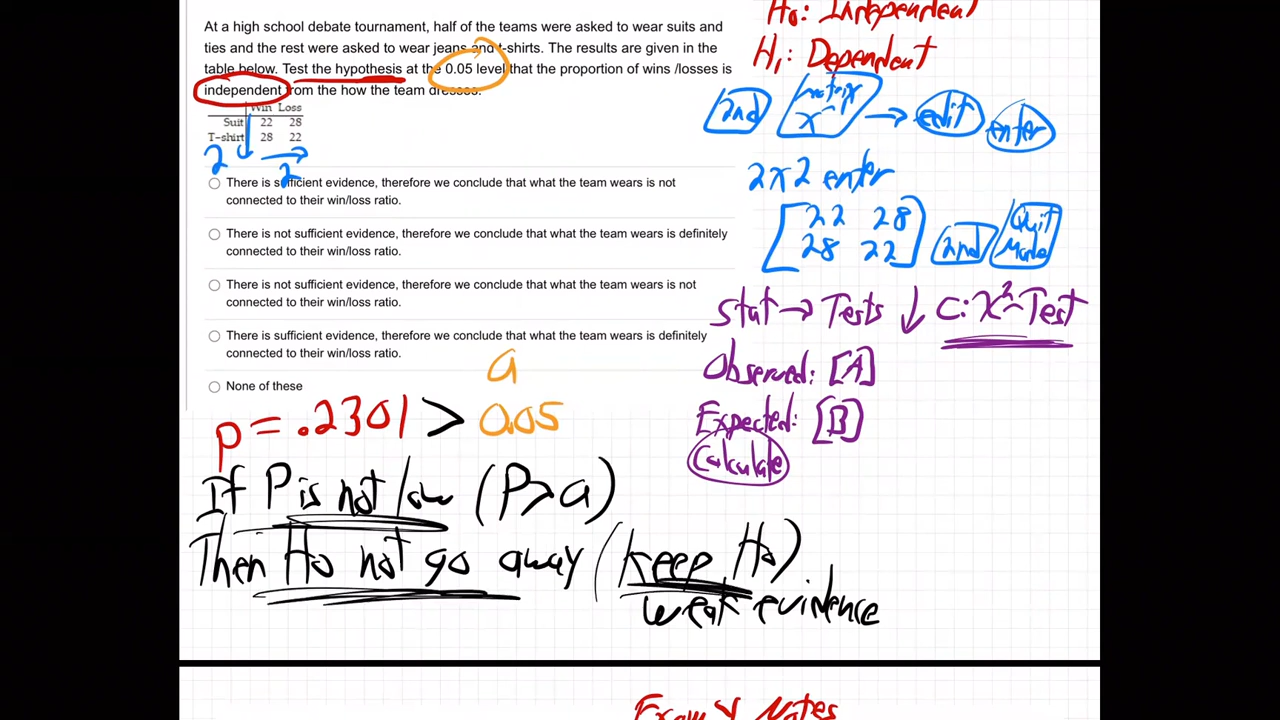 At a high school debate tournament, half of the teams were asked to wear suits and
ties and the rest were asked to wear jeans and t-shirts. The results are given in the
table below. Test the hypothesis at the 0.05 level that the proportion of wins /losses is
independent from the how the team dresses.
Win Loss
Suit 22 28
T-shirt 28 22
2
2
There is sufficient evidence, therefore we conclude that what the team wears is not
connected to their win/loss ratio.
There is not sufficient evidence, therefore we conclude that what the team wears is definitely
connected to their win/loss ratio.
There is not sufficient evidence, therefore we conclude that what the team wears is not
connected to their win/loss ratio.
There is sufficient evidence, therefore we conclude that what the team wears is definitely
connected to their win/loss ratio.
None of these
a
p = .2301 > 0.05
If P is not low (P>a)
Then Ho not go away (keep Ho)
weak evidence
Ho: Independent
H₁: Dependent
2nd matrix x⁻¹ → edit enter
2x2 enter
[22 28
28 22] 2nd Quit Mode
Stat → Tests ↓ C: X²-Test
Observed: [A]
Expected: [B]
Calculate
Exam 4 Notes